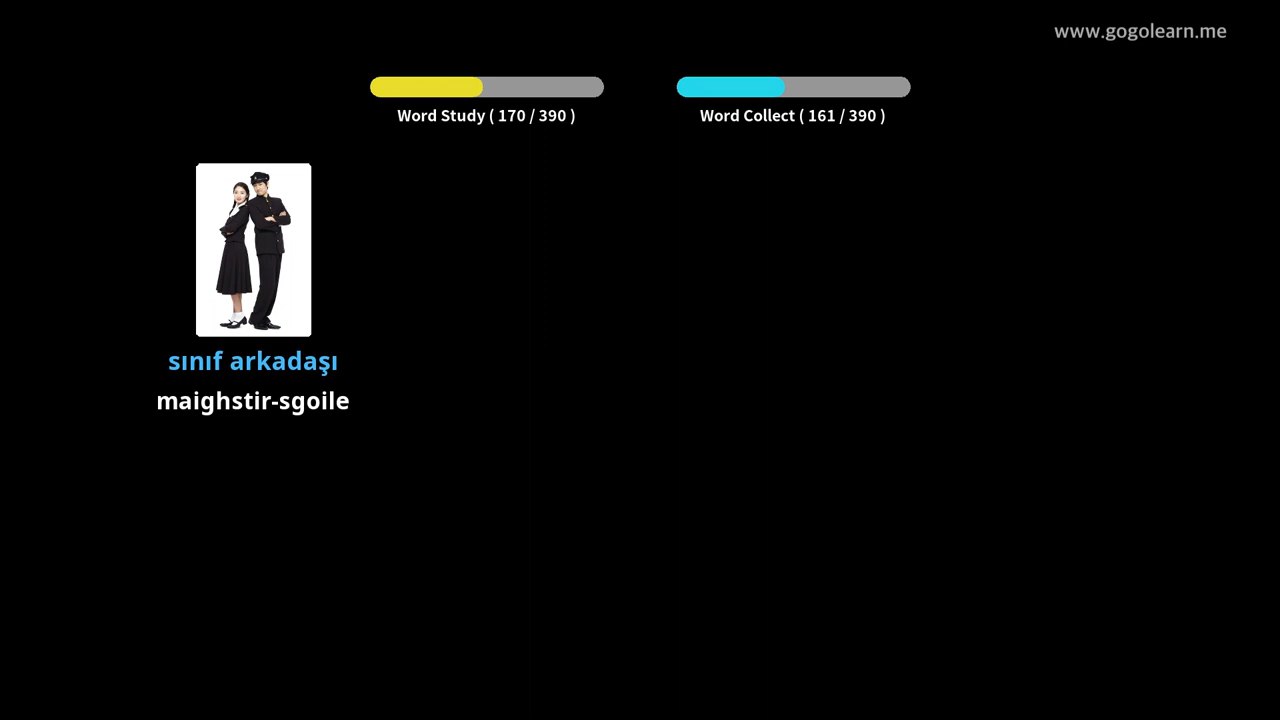 www.gogolearn.me
Word Study ( 170 / 390 )
Word Collect ( 161 / 390 )
sınıf arkadaşı
maighstir-sgoile